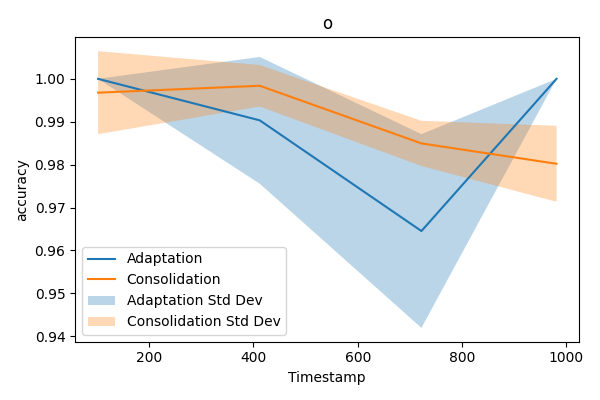 o
1.00
0.99
0.98
0.97
0.96
0.95
0.94
accuracy
Adaptation
Consolidation
Adaptation Std Dev
Consolidation Std Dev
200
400
600
800
1000
Timestamp